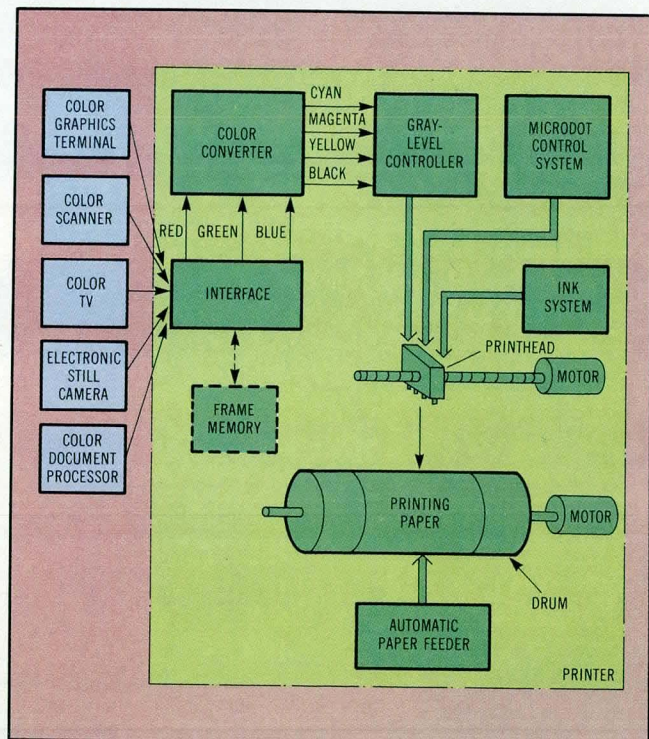 COLOR
GRAPHICS
TERMINAL
COLOR
SCANNER
COLOR
TV
ELECTRONIC
STILL
CAMERA
COLOR
DOCUMENT
PROCESSOR
COLOR
CONVERTER
CYAN
MAGENTA
YELLOW
BLACK
GRAY-
LEVEL
CONTROLLER
MICRODOT
CONTROL
SYSTEM
RED GREEN BLUE
INTERFACE
INK
SYSTEM
PRINTHEAD
MOTOR
FRAME
MEMORY
PRINTING
PAPER
MOTOR
DRUM
AUTOMATIC
PAPER FEEDER
PRINTER